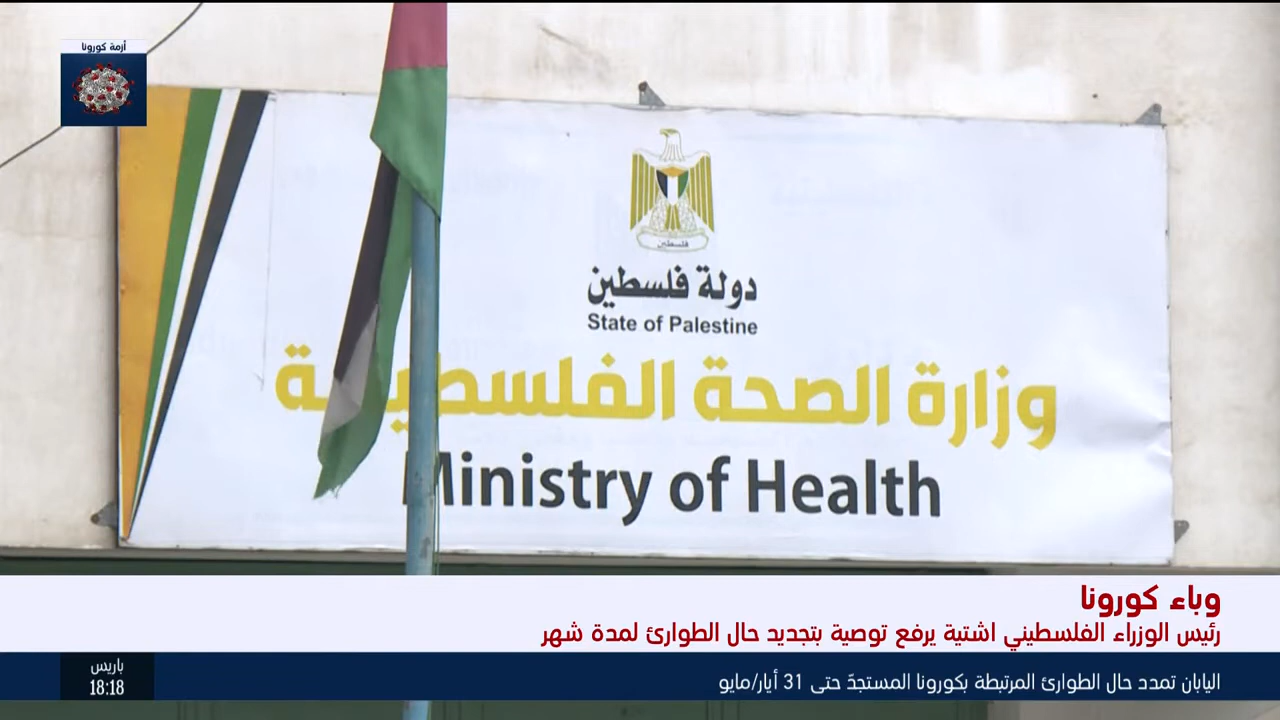 أزمة كورونا
فلسطين
دولة فلسطين
State of Palestine
وزارة الصحة الفلسطينية
Ministry of Health
وباء كورونا
رئيس الوزراء الفلسطيني اشتية يرفع توصية بتجديد حال الطوارئ لمدة شهر
اليابان تمدد حال الطوارئ المرتبطة بكورونا المستجدّ حتى 31 أيار/مايو
باريس
18:18